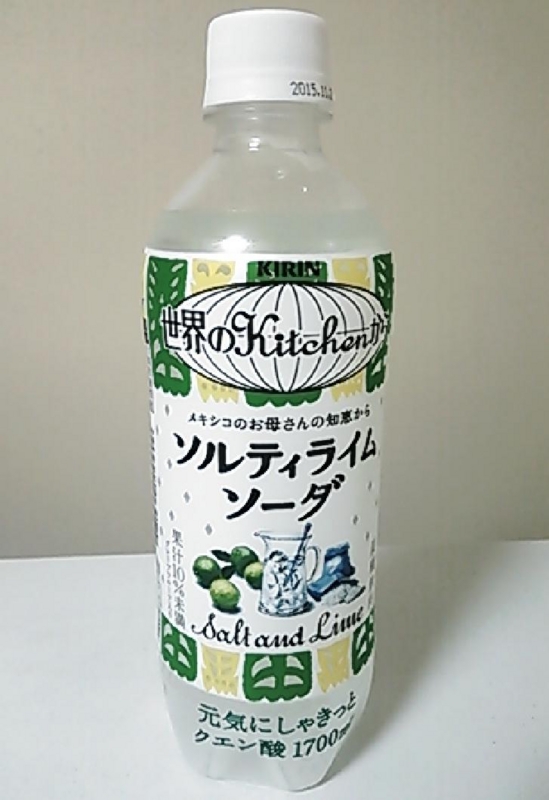 2015.10.
KIRIN
世界のKitchenから
メキシコのお母さんの知恵から
ソルティライム
ソーダ
果汁10%未満
Salt and Lime
元気にしゃきっと
クエン酸 1700mg